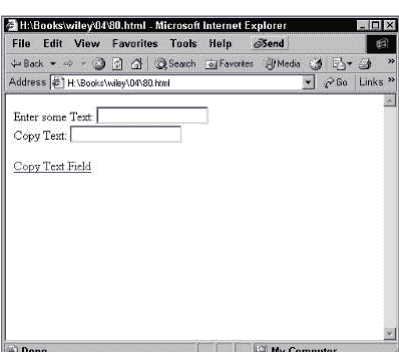 H:\Books\wiley\04\80.html - Microsoft Internet Explorer
File Edit View Favorites Tools Help Send
Back Search Favorites Media »
Address H:\Books\wiley\04\80.html Go Links »
Enter some Text:
Copy Text:
Copy Text Field
Done My Computer